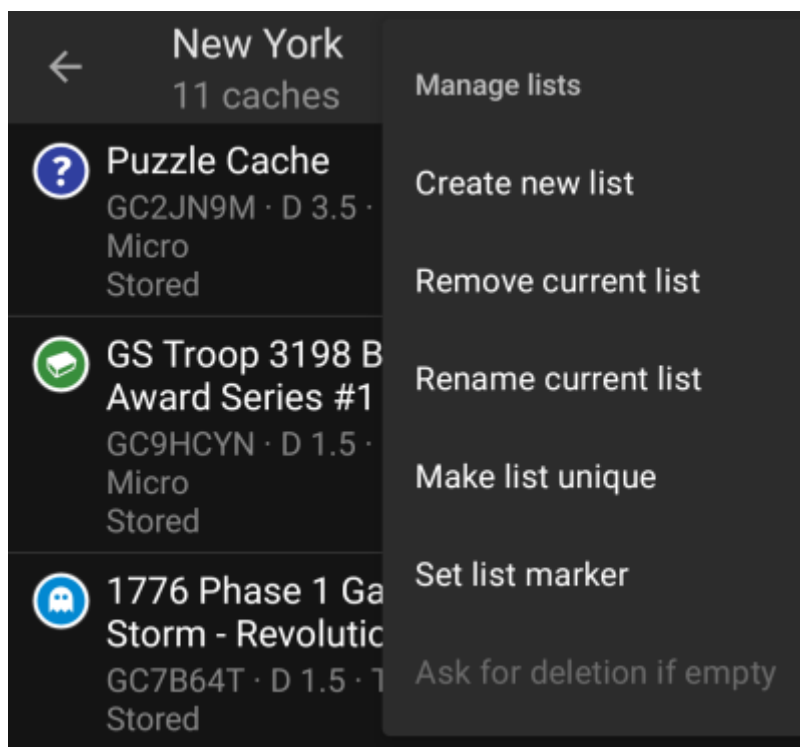 New York
11 caches
Puzzle Cache
GC2JN9M · D 3.5 ·
Micro
Stored
GS Troop 3198 B
Award Series #1
GC9HCYN · D 1.5 ·
Micro
Stored
1776 Phase 1 Ga
Storm - Revolutio
GC7B64T · D 1.5 · T
Stored
Manage lists
Create new list
Remove current list
Rename current list
Make list unique
Set list marker
Ask for deletion if empty